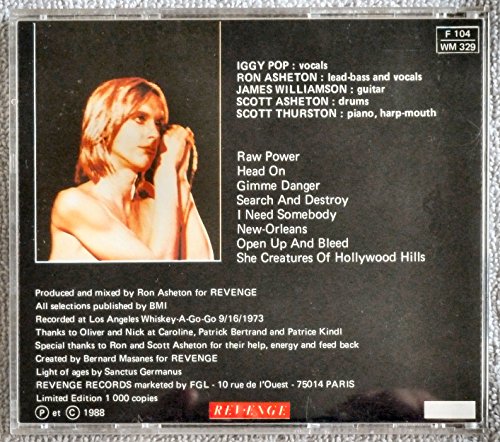 F 104
WM 329
IGGY POP : vocals
RON ASHETON : lead-bass and vocals
JAMES WILLIAMSON : guitar
SCOTT ASHETON : drums
SCOTT THURSTON : piano, harp-mouth
Raw Power
Head On
Gimme Danger
Search And Destroy
I Need Somebody
New-Orleans
Open Up And Bleed
She Creatures Of Hollywood Hills
Produced and mixed by Ron Asheton for REVENGE
All selections published by BMI
Recorded at Los Angeles Whiskey-A-Go-Go 9/16/1973
Thanks to Oliver and Nick at Caroline, Patrick Bertrand and Patrice Kindl
Special thanks to Ron and Scott Asheton for their help, energy and feed back
Created by Bernard Masanes for REVENGE
Light of ages by Sanctus Germanus
REVENGE RECORDS marketed by FGL - 10 rue de l'Ouest - 75014 PARIS
Limited Edition 1 000 copies
Ⓟ et Ⓒ 1988
REV-ENGE